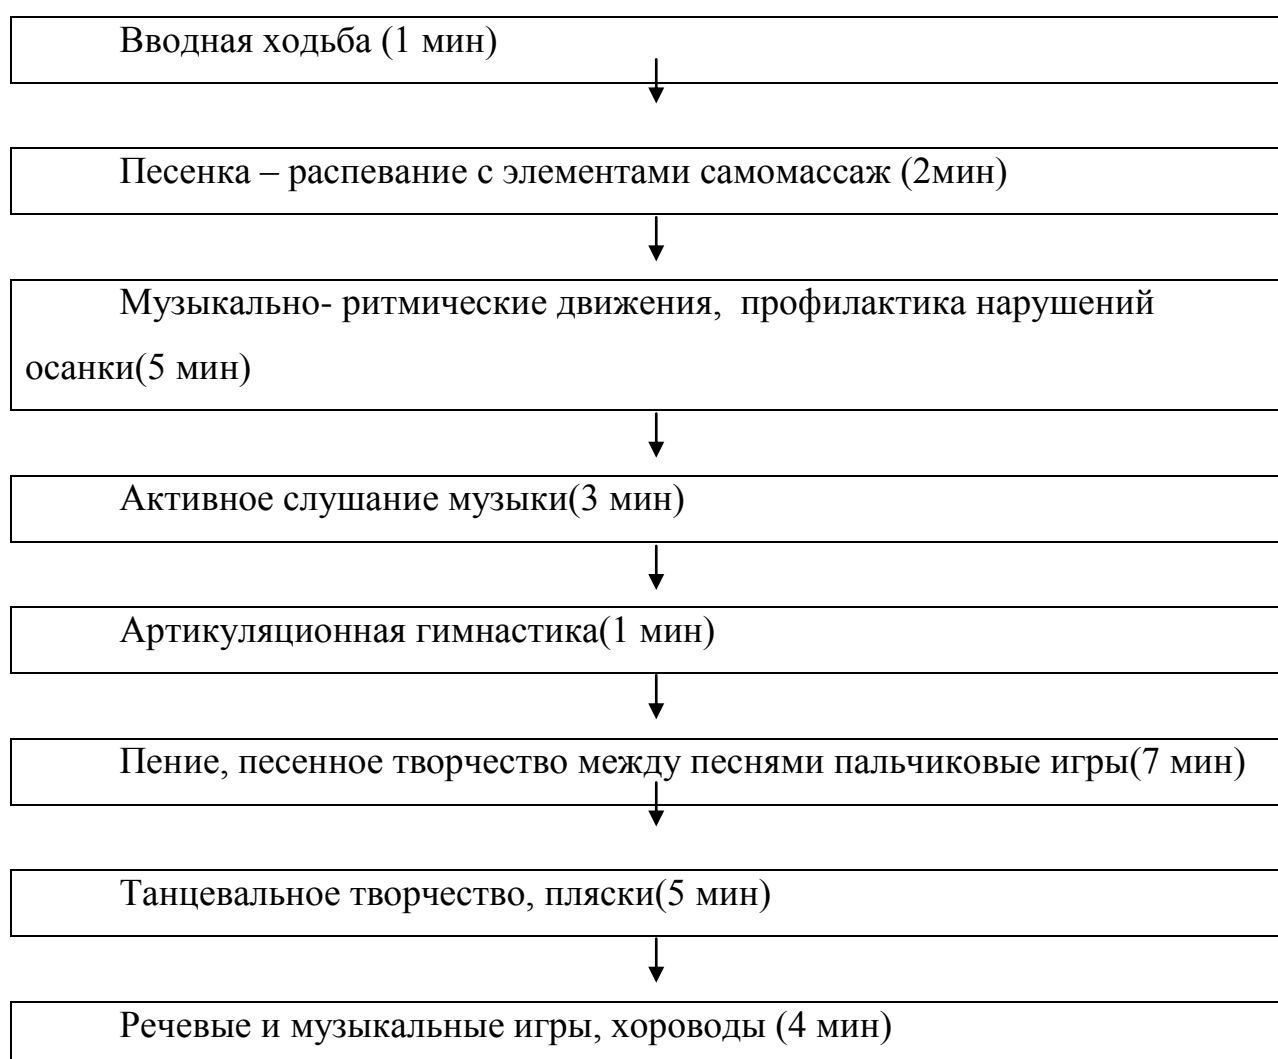 Вводная ходьба (1 мин)
Песенка – распевание с элементами самомассаж (2мин)
Музыкально- ритмические движения,  профилактика нарушений
осанки(5 мин)
Активное слушание музыки(3 мин)
Артикуляционная гимнастика(1 мин)
Пение, песенное творчество между песнями пальчиковые игры(7 мин)
Танцевальное творчество, пляски(5 мин)
Речевые и музыкальные игры, хороводы (4 мин)